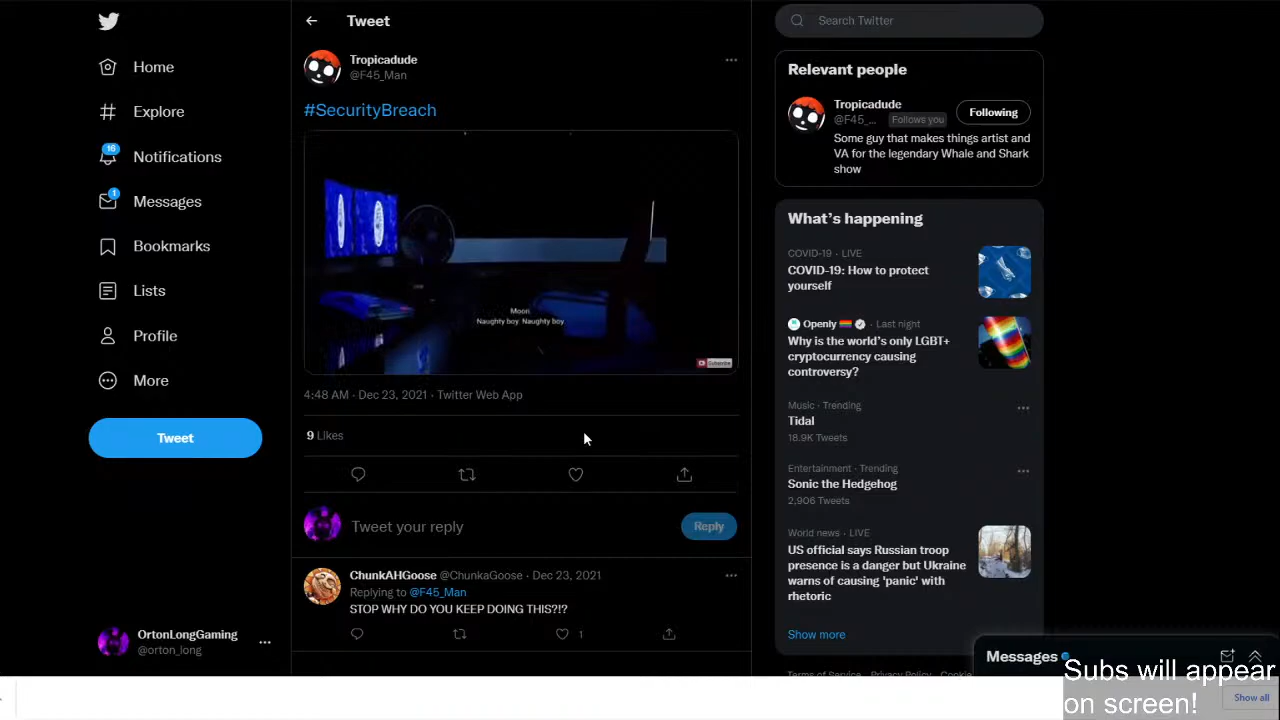 Tweet
Search Twitter
Home
# Explore
16
Notifications
1
Messages
Bookmarks
Lists
Profile
More
Tweet
OrtonLongGaming
@orton_long
Tropicadude
@F45_Man
#SecurityBreach
Moon
Naughty boy. Naughty boy.
Subscribe
4:48 AM · Dec 23, 2021 · Twitter Web App
9 Likes
Tweet your reply
Reply
ChunkAHGoose @ChunkaGoose · Dec 23, 2021
Replying to @F45_Man
STOP WHY DO YOU KEEP DOING THIS?!?
1
Relevant people
Tropicadude
@F45_... Follows you
Following
Some guy that makes things artist and
VA for the legendary Whale and Shark
show
What's happening
COVID-19 · LIVE
COVID-19: How to protect
yourself
Openly · Last night
Why is the world's only LGBT+
cryptocurrency causing
controversy?
Music · Trending
Tidal
18.9K Tweets
Entertainment · Trending
Sonic the Hedgehog
2,906 Tweets
World news · LIVE
US official says Russian troop
presence is a danger but Ukraine
warns of causing 'panic' with
rhetoric
Show more
Terms of Service Privacy Policy Cookie
Messages
Subs will appear
on screen!
Show all